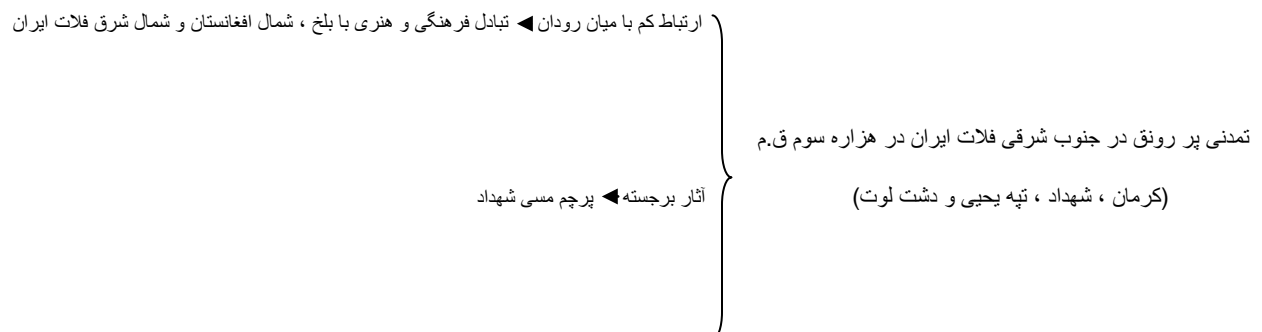 تمدنی پر رونق در جنوب شرقی فلات ایران در هزاره سوم ق.م
(کرمان ، شهداد ، تپه یحیی و دشت لوت)
ارتباط کم با میان رودان◄ تبادل فرهنگی و هنری با بلخ ، شمال افغانستان و شمال شرق فلات ایران
آثار برجسته◄ پرچم مسی شهداد